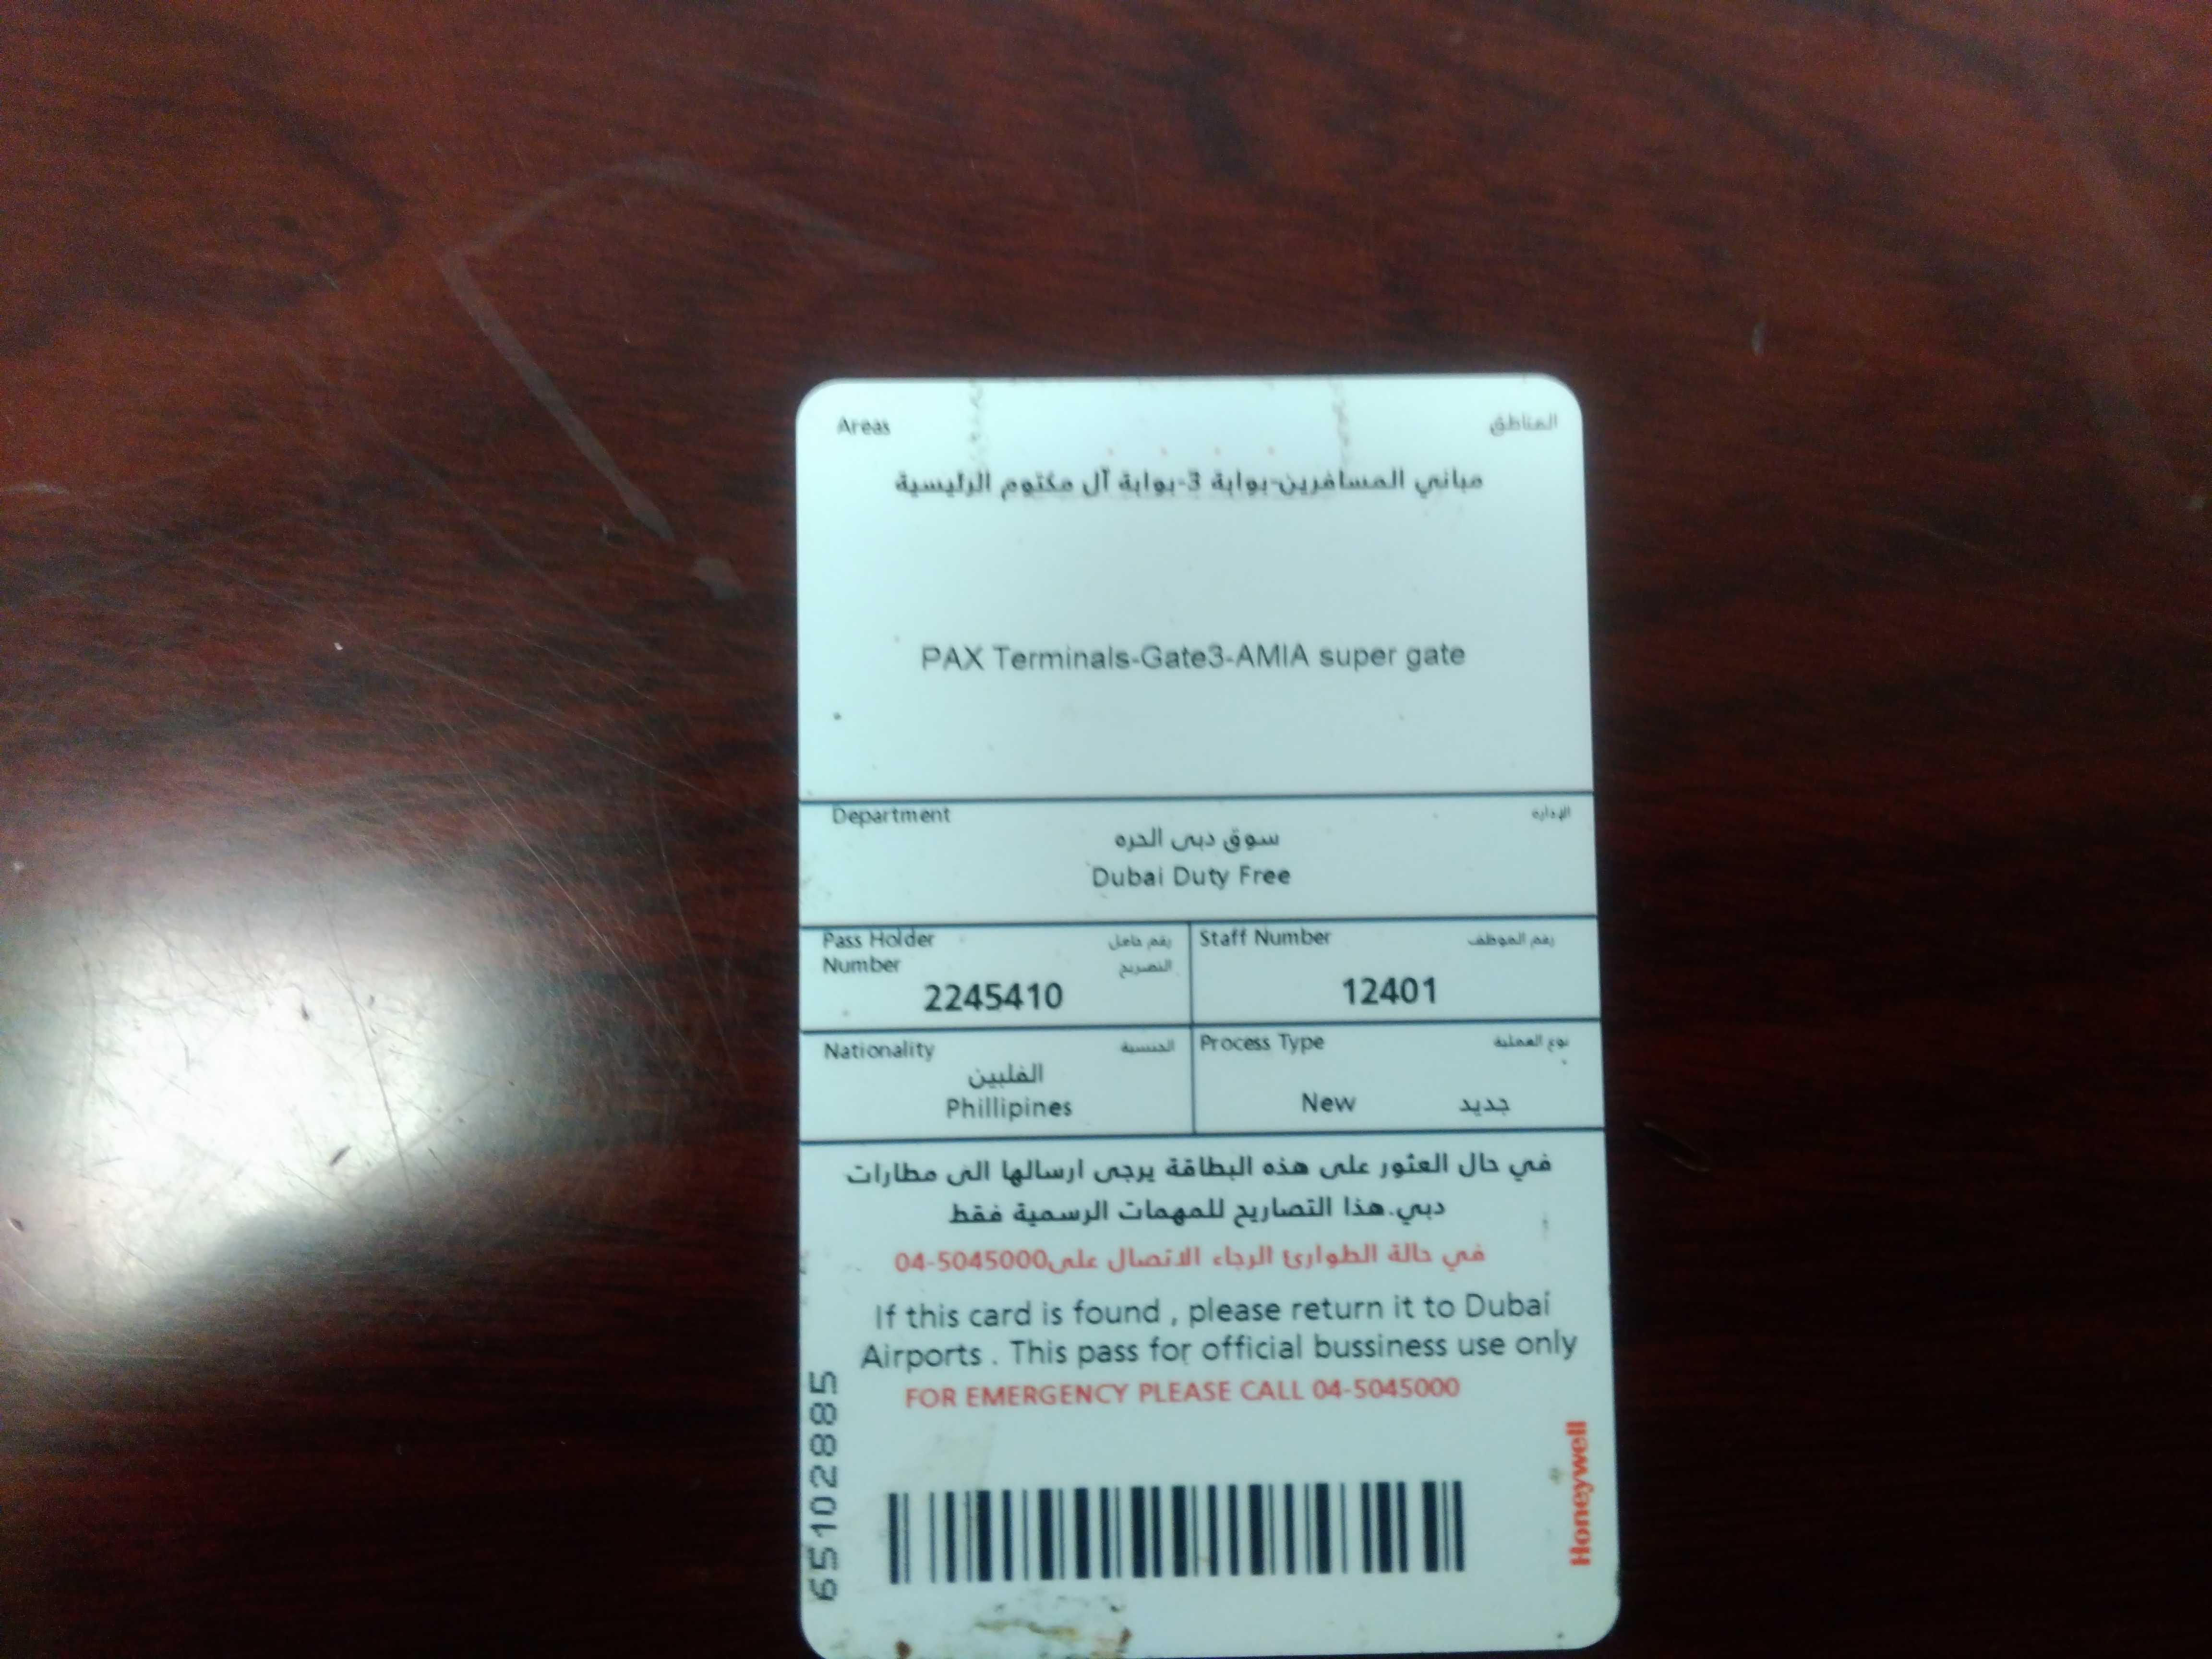 Areas المناطق
مباني المسافرين-بوابة 3-بوابة آل مكتوم الرئيسية
PAX Terminals-Gate3-AMIA super gate
Department الإدارة
سوق دبى الحره
Dubai Duty Free
Pass Holder Number رقم حامل التصريح
2245410
Staff Number رقم الموظف
12401
Nationality الجنسية
الفلبين
Phillipines
Process Type نوع العملية
New جديد
في حال العثور على هذه البطاقة يرجى ارسالها الى مطارات
دبي.هذا التصاريح للمهمات الرسمية فقط
في حالة الطوارئ الرجاء الاتصال على04-5045000
If this card is found , please return it to Dubai
Airports . This pass for official bussiness use only
FOR EMERGENCY PLEASE CALL 04-5045000
65102885
Honeywell